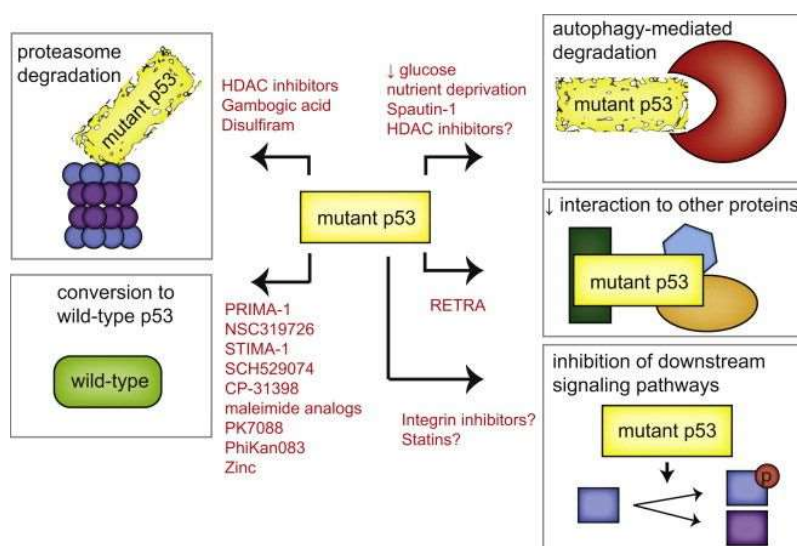 proteasome
degradation
mutant p53
HDAC inhibitors
Gambogic acid
Disulfiram
↓ glucose
nutrient deprivation
Spautin-1
HDAC inhibitors?
autophagy-mediated
degradation
mutant p53
mutant p53
↓ interaction to other proteins
mutant p53
RETRA
conversion to
wild-type p53
wild-type
PRIMA-1
NSC319726
STIMA-1
SCH529074
CP-31398
maleimide analogs
PK7088
PhiKan083
Zinc
Integrin inhibitors?
Statins?
inhibition of downstream
signaling pathways
mutant p53
p